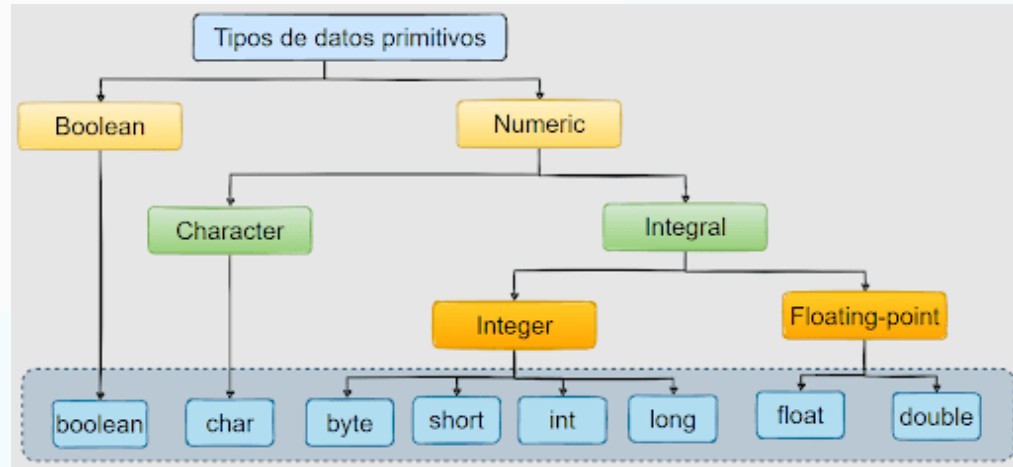 Tipos de datos primitivos
Boolean
Numeric
Character
Integral
Integer
Floating-point
boolean
char
byte
short
int
long
float
double